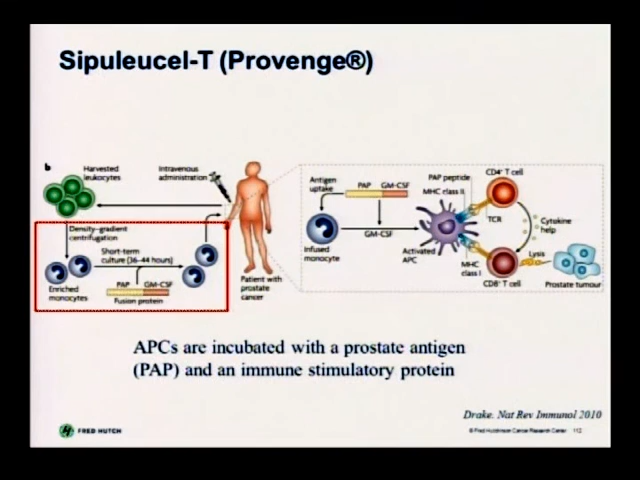 Sipuleucel-T (Provenge®)
b
Harvested
leukocytes
Intravenous
administration
Density-gradient
centrifugation
Short-term
culture (36–44 hours)
PAP GM-CSF
Fusion protein
Enriched
monocytes
Patient with
prostate
cancer
Antigen
uptake
PAP GM-CSF
GM-CSF
Infused
monocyte
PAP peptide
MHC class II
Activated
APC
MHC
class I
CD4⁺ T cell
TCR
Cytokine
help
Lysis
CD8⁺ T cell
Prostate tumour
APCs are incubated with a prostate antigen
(PAP) and an immune stimulatory protein
Drake. Nat Rev Immunol 2010
FRED HUTCH
© Fred Hutchinson Cancer Research Center 112